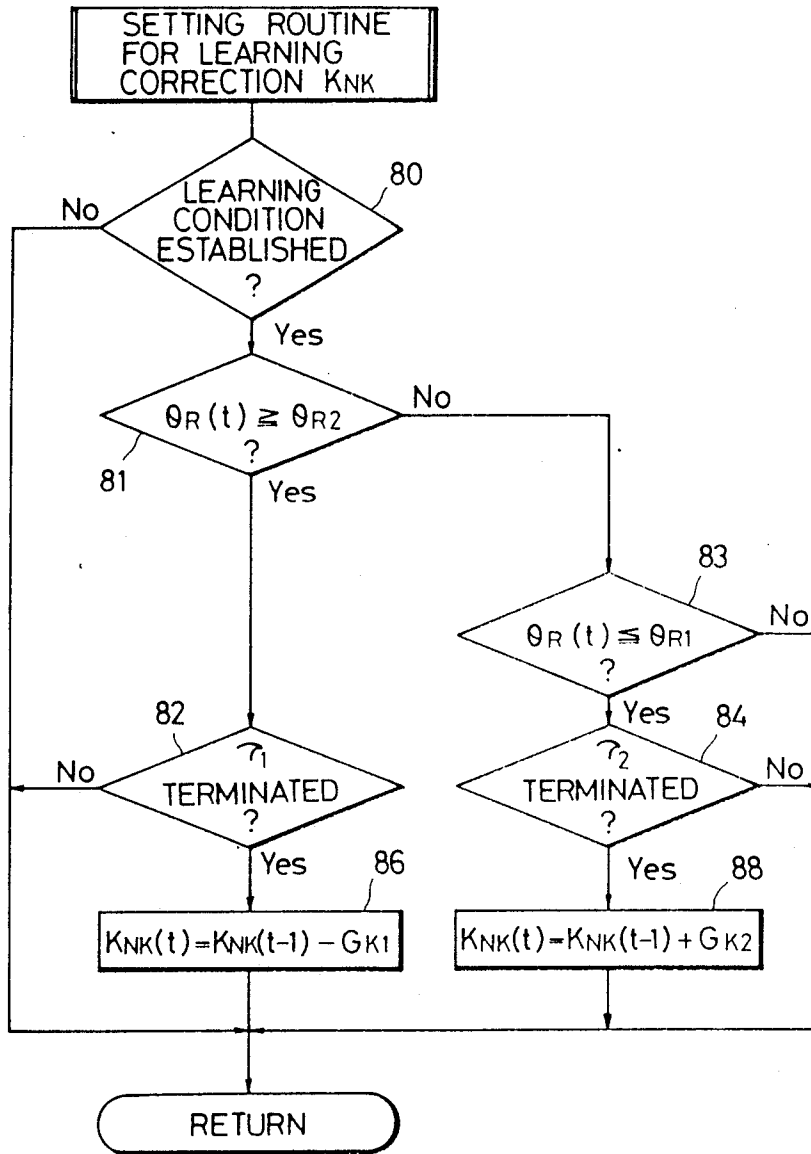 SETTING ROUTINE
FOR LEARNING
CORRECTION KNK
80
No
LEARNING
CONDITION
ESTABLISHED
?
Yes
θR(t) ≧ θR2
?
No
81
Yes
83
θR(t) ≦ θR1
?
No
Yes
82
τ1
TERMINATED
?
No
Yes
84
τ2
TERMINATED
?
No
Yes
86
KNK(t)=KNK(t-1) - GK1
88
KNK(t)=KNK(t-1) + GK2
RETURN